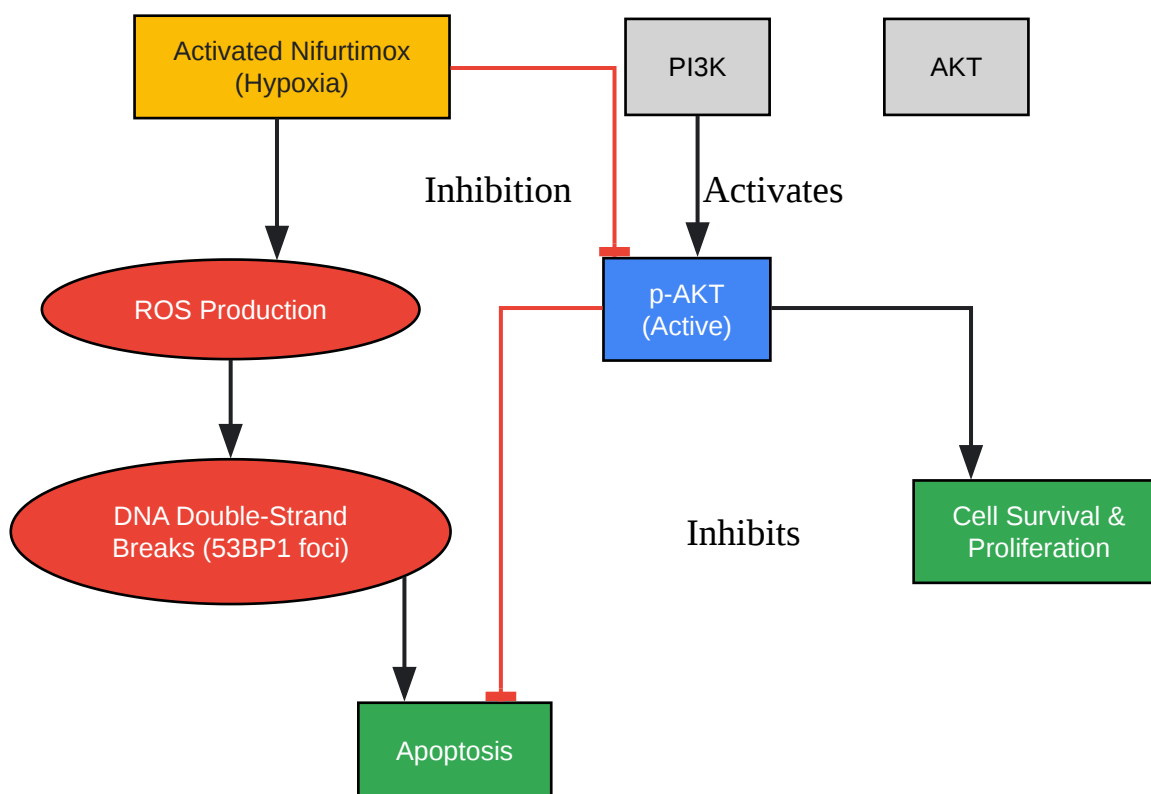 Activated Nifurtimox
(Hypoxia)
PI3K
AKT
Inhibition
Activates
ROS Production
p-AKT
(Active)
DNA Double-Strand
Breaks (53BP1 foci)
Inhibits
Cell Survival &
Proliferation
Apoptosis